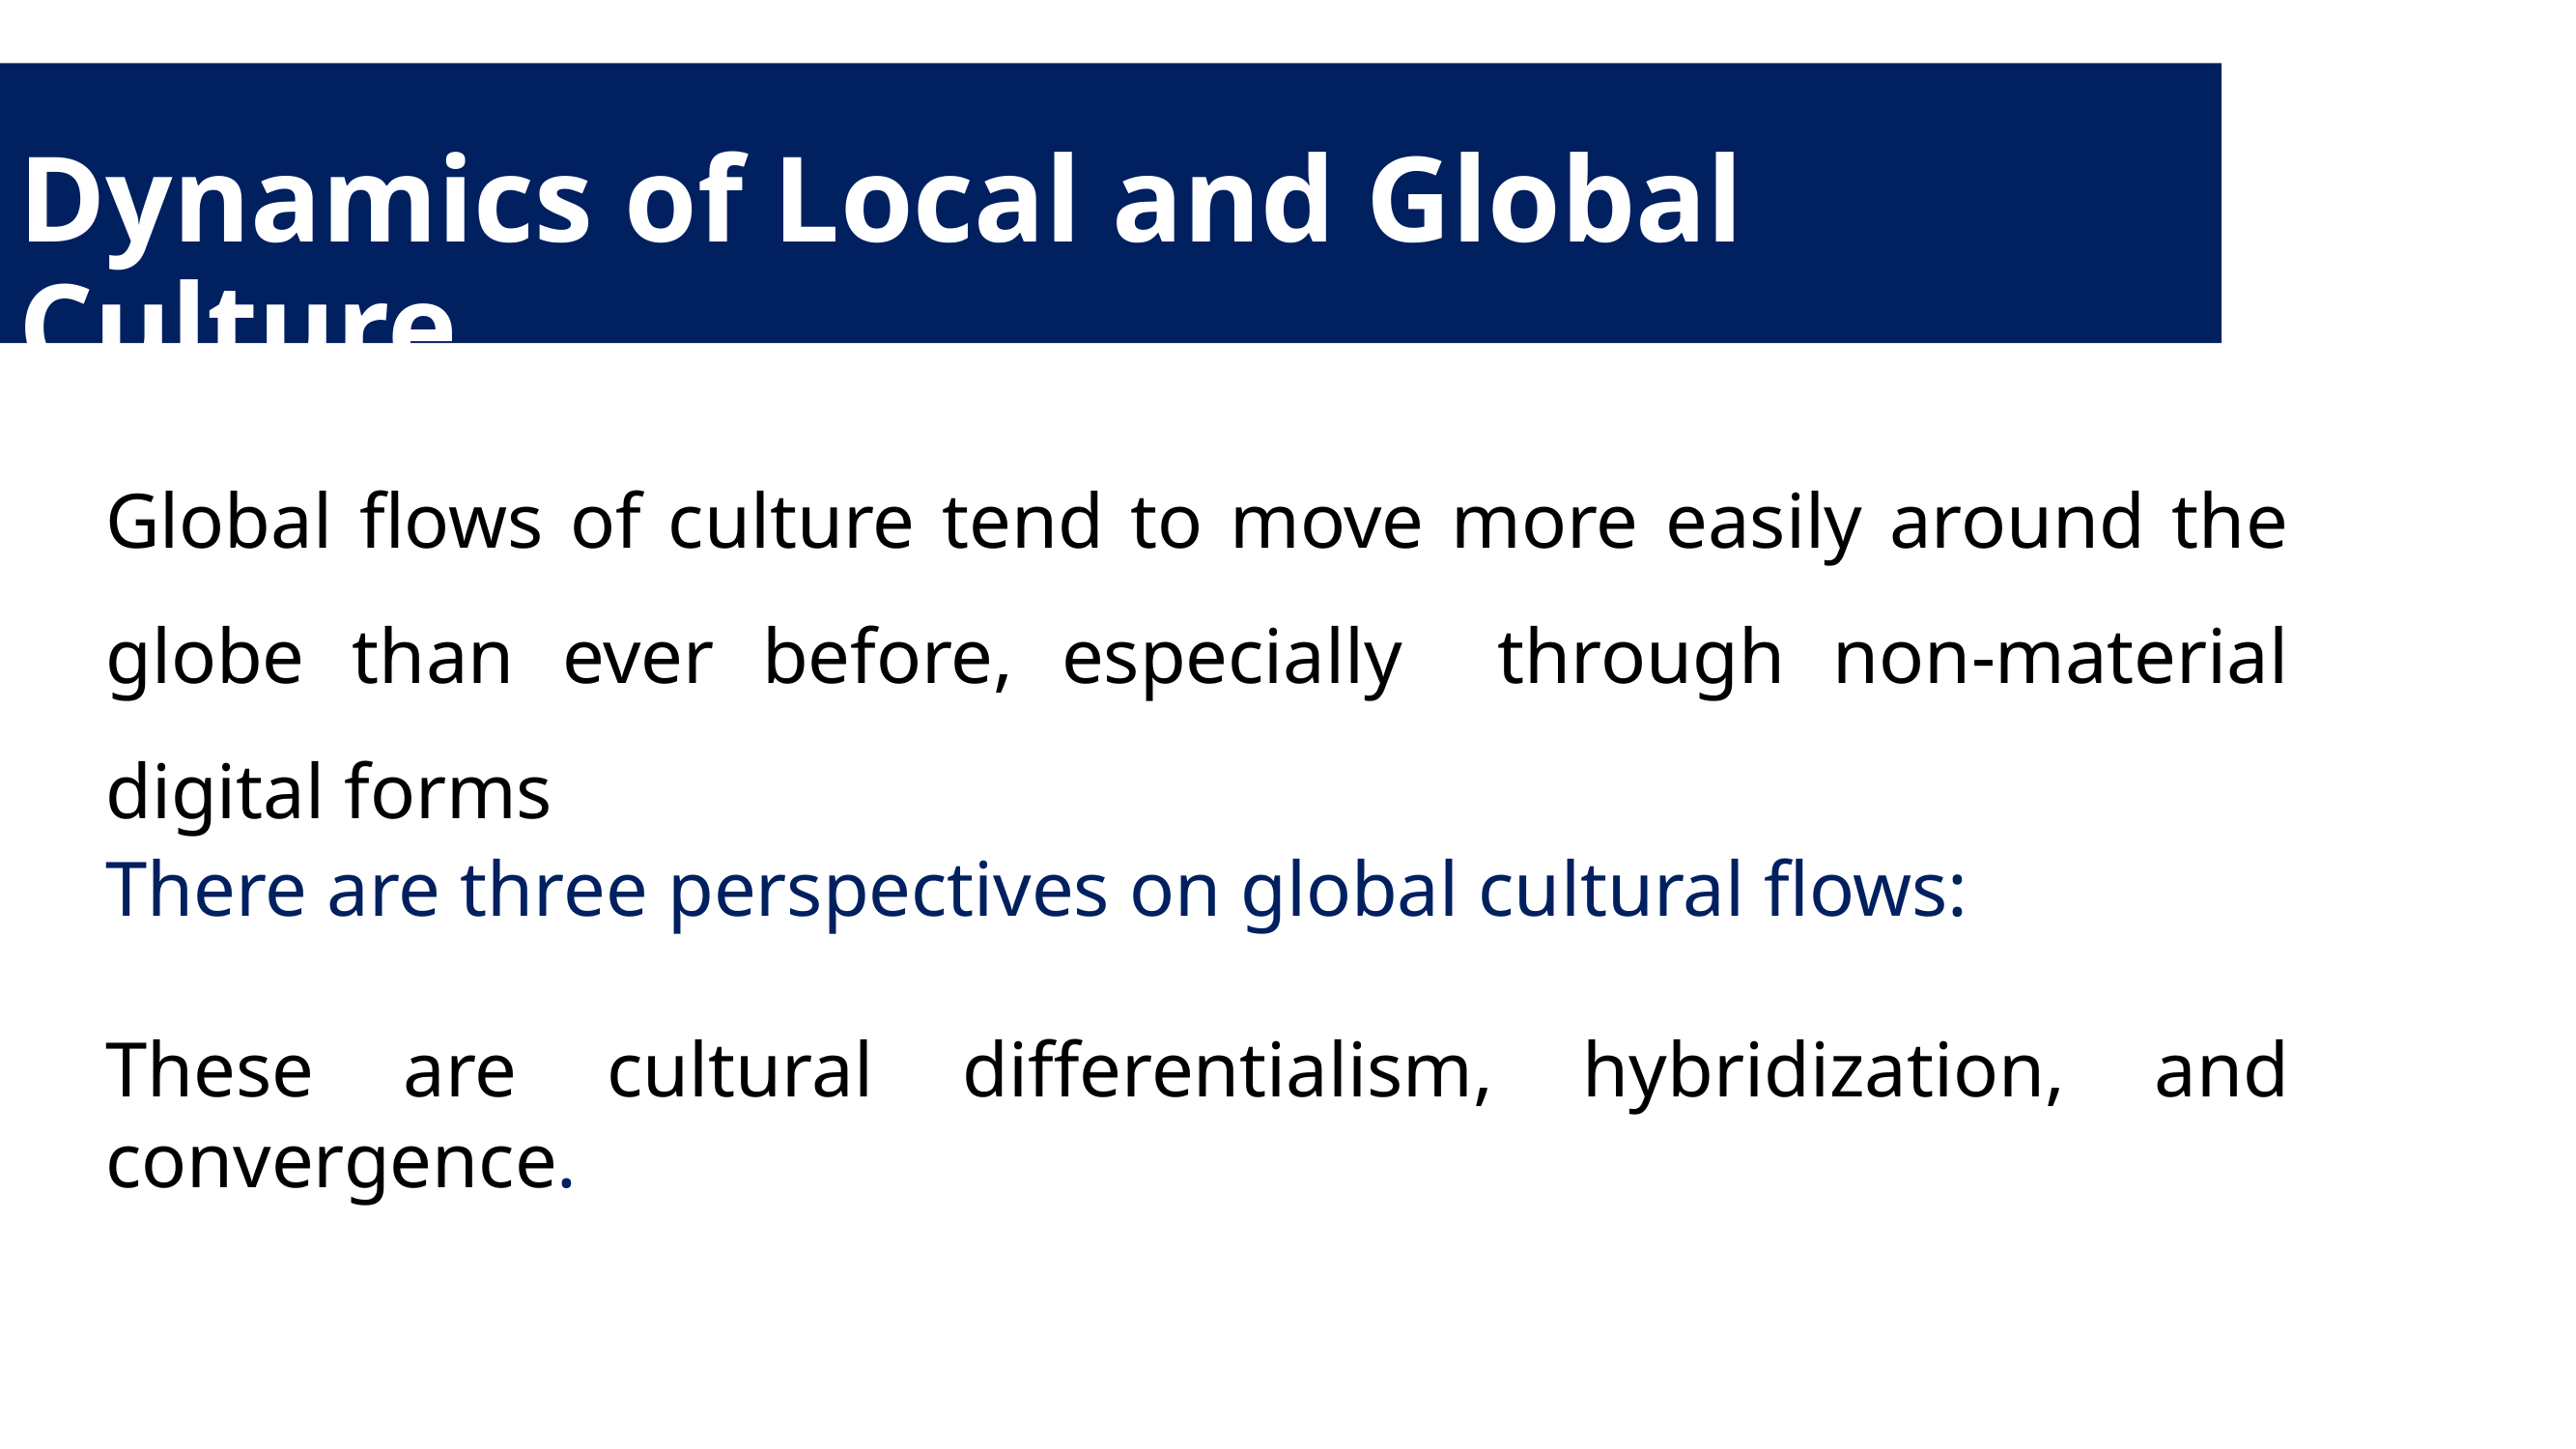 Dynamics of Local and Global
Culture
Global flows of culture tend to move more easily around the
globe than ever before, especially through non-material
digital forms
There are three perspectives on global cultural flows:
These are cultural differentialism, hybridization, and
convergence.